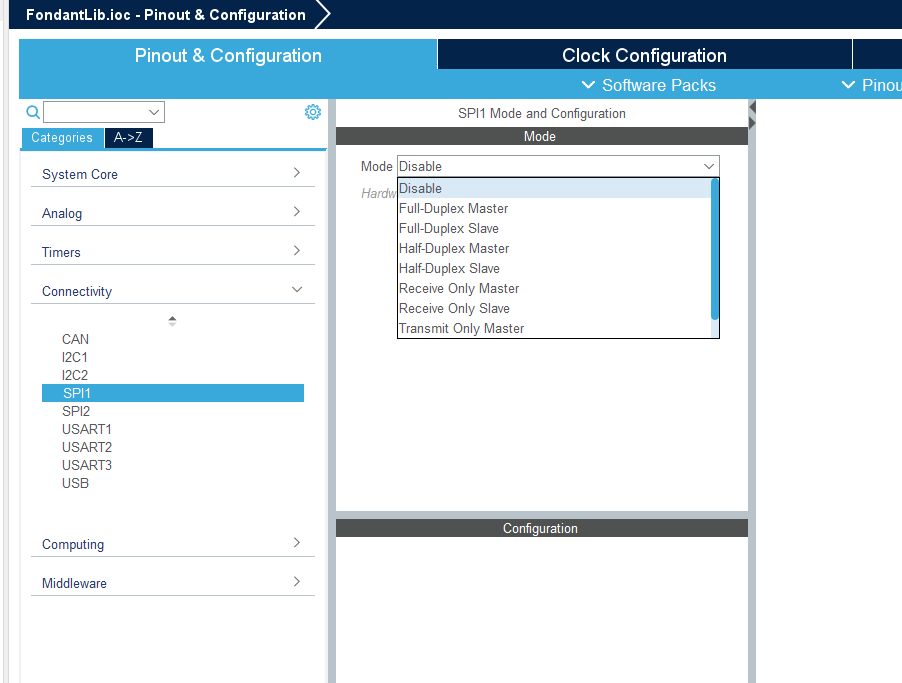 FondantLib.ioc - Pinout & Configuration
Pinout & Configuration
Clock Configuration
Software Packs
Pinou
Categories
A->Z
System Core
Analog
Timers
Connectivity
CAN
I2C1
I2C2
SPI1
SPI2
USART1
USART2
USART3
USB
Computing
Middleware
SPI1 Mode and Configuration
Mode
Mode Disable
Hardw
Disable
Full-Duplex Master
Full-Duplex Slave
Half-Duplex Master
Half-Duplex Slave
Receive Only Master
Receive Only Slave
Transmit Only Master
Configuration